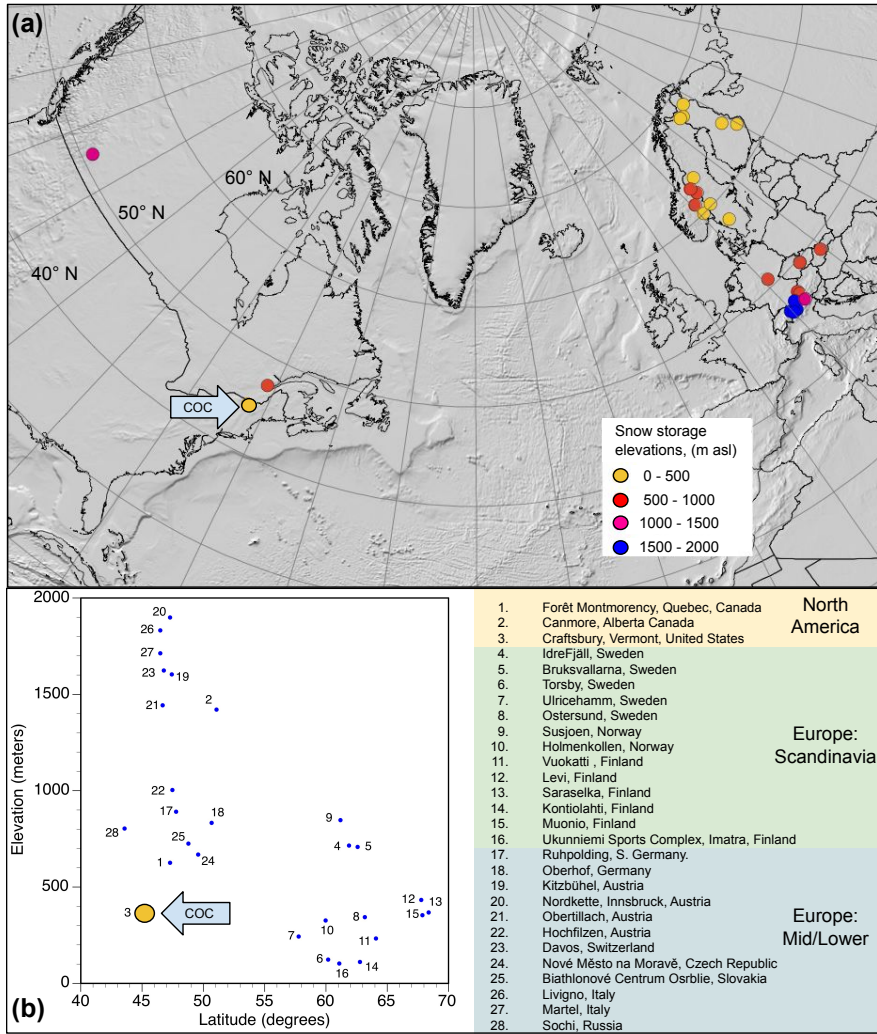 (a)
60° N
50° N
40° N
COC
Snow storage
elevations, (m asl)
0 - 500
500 - 1000
1000 - 1500
1500 - 2000
(b)
Elevation (meters)
2000
1500
1000
500
0
20
26
27
23
19
21
2
22
17
18
28
25
24
1
9
4
5
3
COC
12
13
15
8
10
7
11
6
16
14
40
45
50
55
60
65
70
Latitude (degrees)
1. Forêt Montmorency, Quebec, Canada
2. Canmore, Alberta Canada
3. Craftsbury, Vermont, United States
North
America
4. IdreFjäll, Sweden
5. Bruksvallarna, Sweden
6. Torsby, Sweden
7. Ulricehamm, Sweden
8. Ostersund, Sweden
9. Susjoen, Norway
10. Holmenkollen, Norway
11. Vuokatti , Finland
12. Levi, Finland
13. Saraselka, Finland
14. Kontiolahti, Finland
15. Muonio, Finland
16. Ukunniemi Sports Complex, Imatra, Finland
Europe:
Scandinavia
17. Ruhpolding, S. Germany.
18. Oberhof, Germany
19. Kitzbühel, Austria
20. Nordkette, Innsbruck, Austria
21. Obertillach, Austria
22. Hochfilzen, Austria
23. Davos, Switzerland
24. Nové Město na Moravě, Czech Republic
25. Biathlonové Centrum Osrblie, Slovakia
26. Livigno, Italy
27. Martel, Italy
28. Sochi, Russia
Europe:
Mid/Lower